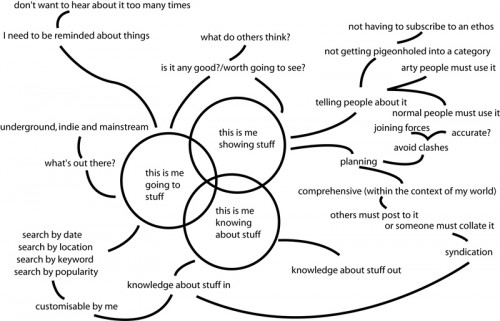 don't want to hear about it too many times
I need to be reminded about things
what do others think?
is it any good?/worth going to see?
not having to subscribe to an ethos
not getting pigeonholed into a category
arty people must use it
telling people about it
normal people must use it
joining forces
accurate?
avoid clashes
planning
comprehensive (within the context of my world)
others must post to it
or someone must collate it
syndication
underground, indie and mainstream
what's out there?
this is me
showing stuff
this is me
going to
stuff
this is me
knowing
about stuff
search by date
search by location
search by keyword
search by popularity
customisable by me
knowledge about stuff in
knowledge about stuff out